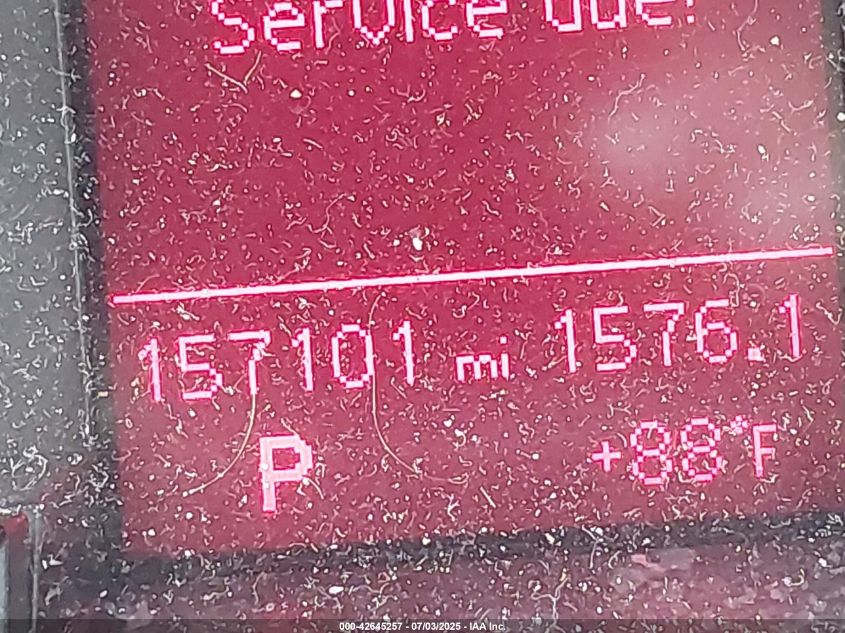 Service due!
157101 mi 1576.1
P +88°F
000-42645257 - 07/03/2025 - IAA Inc.